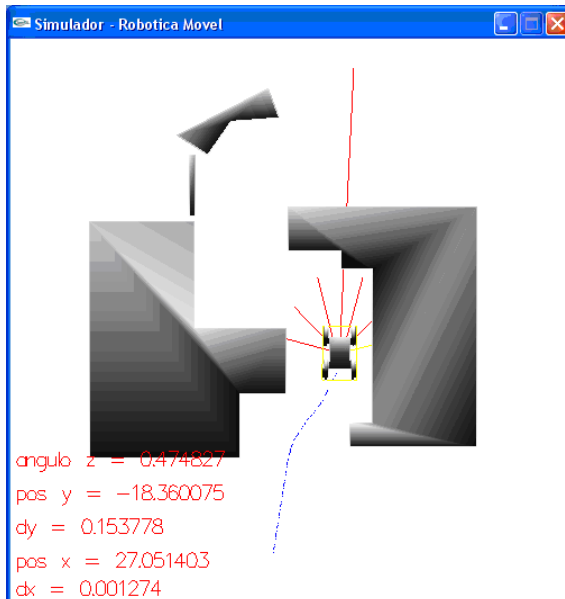 Simulador - Robotica Movel
angulo z = 0.474827
pos y = -18.360075
dy = 0.153778
pos x = 27.051403
dx = 0.001274